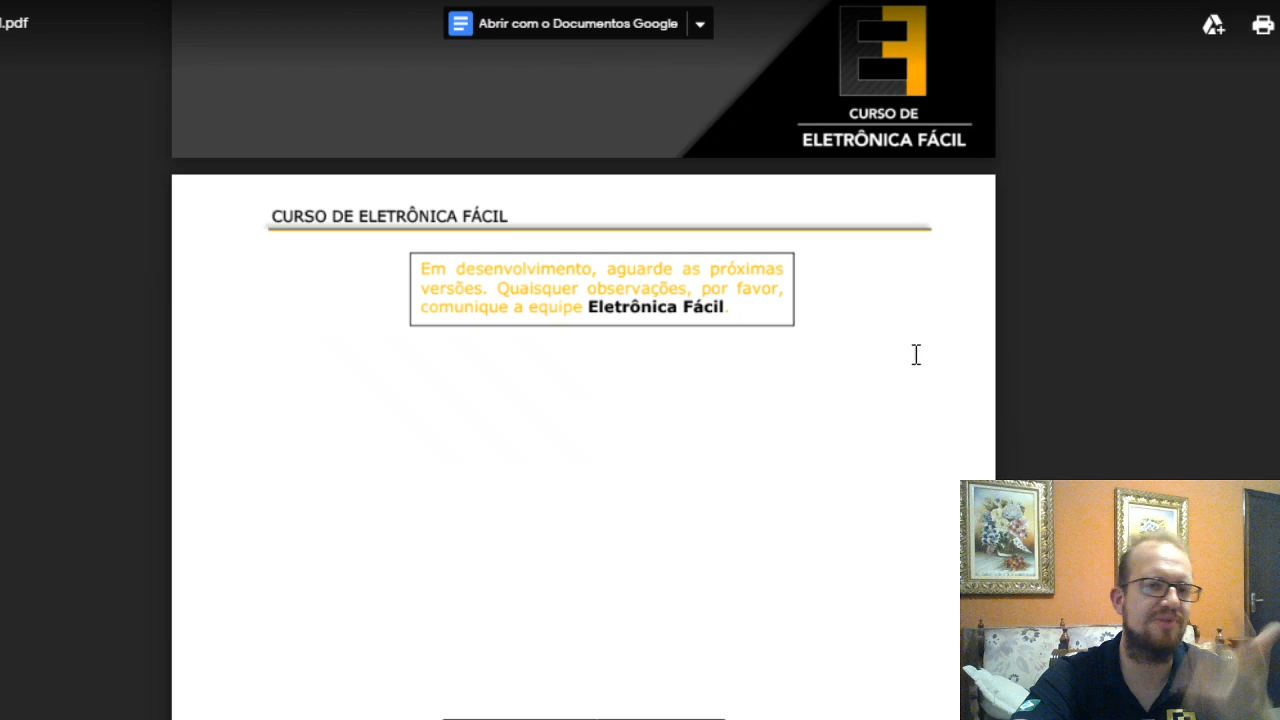 l.pdf
Abrir com o Documentos Google
CURSO DE
ELETRÔNICA FÁCIL
CURSO DE ELETRÔNICA FÁCIL
Em desenvolvimento, aguarde as próximas
versões. Quaisquer observações, por favor,
comunique a equipe Eletrônica Fácil.